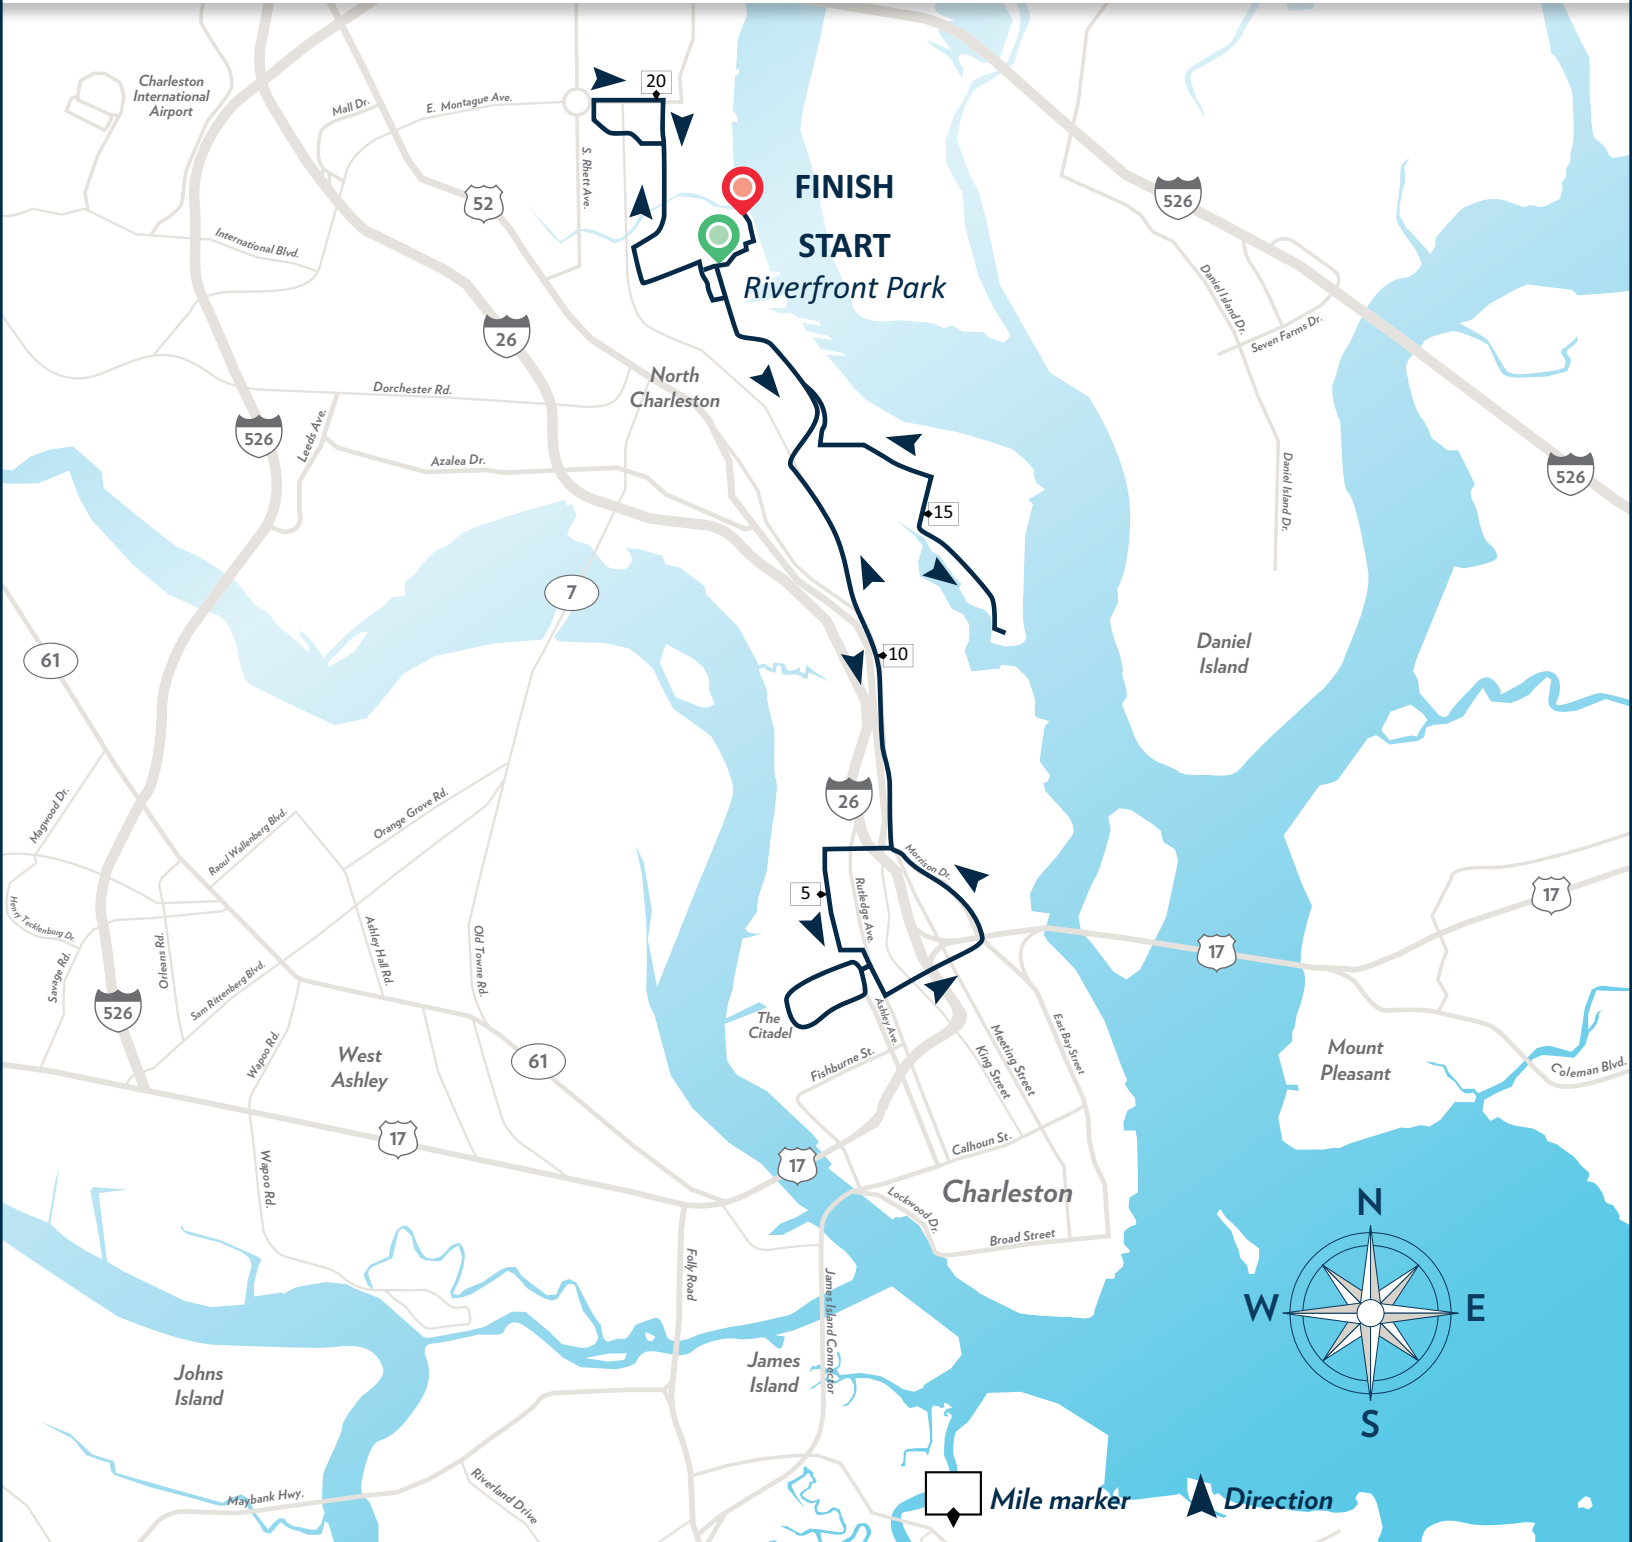 Charleston
International
Airport
Mall Dr.
E. Montague Ave.
20
S. Rhett Ave.
52
FINISH
START
Riverfront Park
526
International Blvd.
Daniel Island Dr.
Seven Farms Dr.
26
North
Charleston
Dorchester Rd.
526
Leeds Ave.
Azalea Dr.
Daniel Island Dr.
526
15
7
61
10
Daniel
Island
26
Magwood Dr.
Raoul Wallenberg Blvd.
Orange Grove Rd.
Morrison Dr.
5
Rutledge Ave.
17
Henry Tecklenburg Dr.
Savage Rd.
Orleans Rd.
Ashley Hall Rd.
Old Towne Rd.
Sam Rittenberg Blvd.
17
526
The
Citadel
Ashley Ave.
Meeting Street
King Street
East Bay Street
West
Ashley
Wapoo Rd.
61
Fishburne St.
Mount
Pleasant
Coleman Blvd.
17
17
Calhoun St.
Wapoo Rd.
Charleston
Lockwood Dr.
Broad Street
Folly Road
James Island Connector
N
W
E
S
Johns
Island
James
Island
Maybank Hwy.
Riverland Drive
Mile marker
Direction